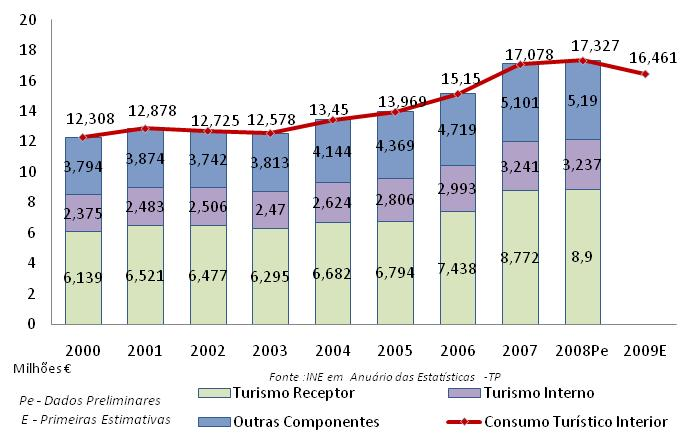 20
18
16
14
12
10
8
6
4
2
0
12,308 12,878 12,725 12,578 13,45 13,969 15,15 17,078 17,327 16,461
3,794 3,874 3,742 3,813 4,144 4,369 4,719 5,101 5,19
2,375 2,483 2,506 2,47 2,624 2,806 2,993 3,241 3,237
6,139 6,521 6,477 6,295 6,682 6,794 7,438 8,772 8,9
2000 2001 2002 2003 2004 2005 2006 2007 2008Pe 2009E
Milhões €
Fonte :INE em Anuário das Estatísticas -TP
Pe - Dados Preliminares
E - Primeiras Estimativas
Turismo Receptor
Turismo Interno
Outras Componentes
Consumo Turístico Interior